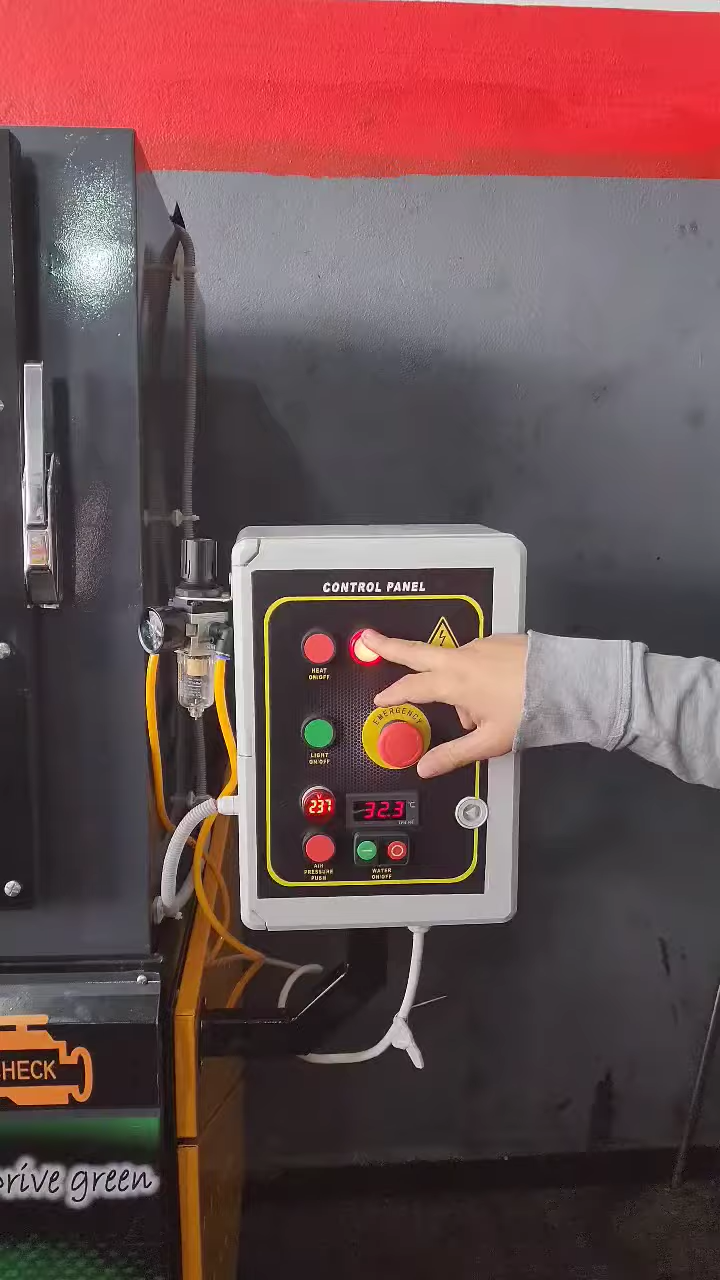 CONTROL PANEL
HEAT
ON/OFF
EMERGENCY
LIGHT
ON/OFF
V
237
32.3
°C
AIR
PRESSURE
PUSH
WATER
ON/OFF
HECK
rive green